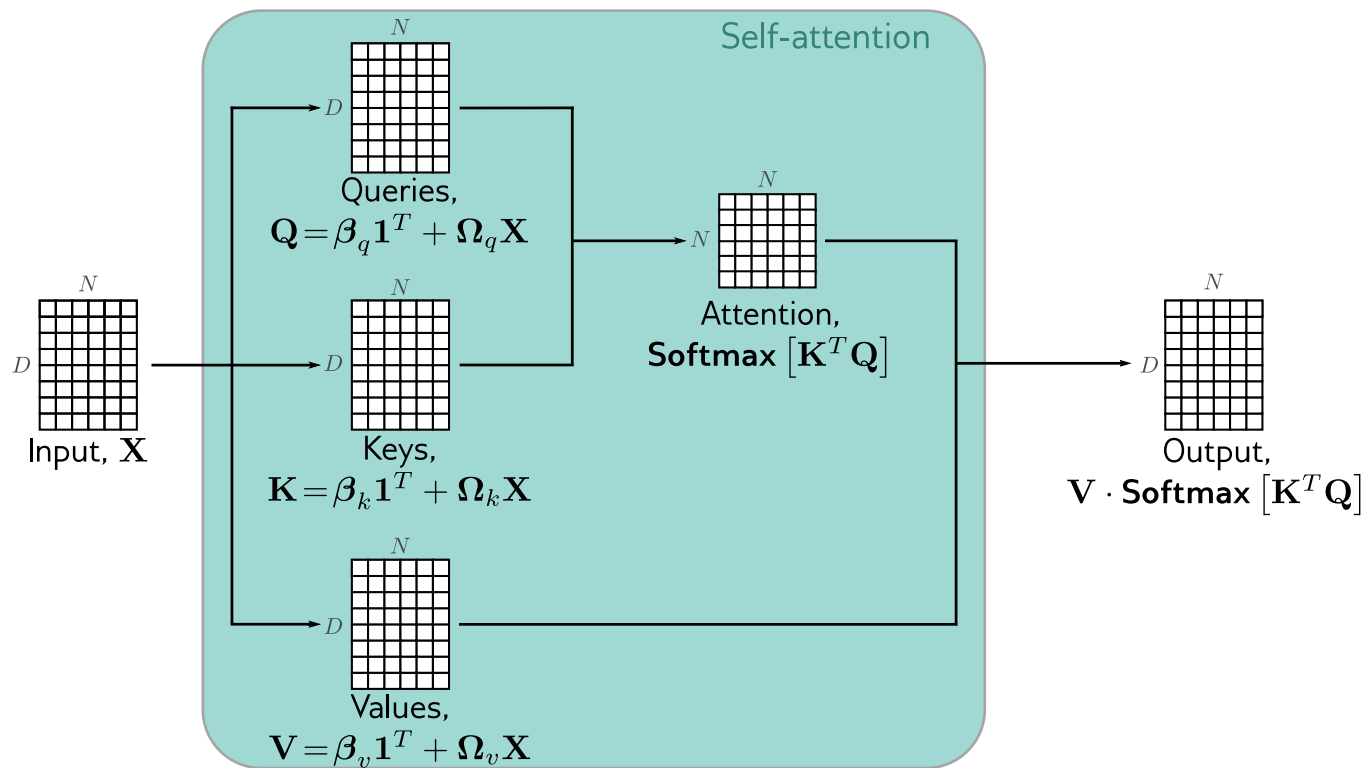 Self-attention
N
D
Queries,
Q=β_q 1^T + Ω_q X
N
D
Input, X
N
D
Keys,
K=β_k 1^T + Ω_k X
N
D
Values,
V=β_v 1^T + Ω_v X
N
N
Attention,
Softmax [K^T Q]
N
D
Output,
V · Softmax [K^T Q]